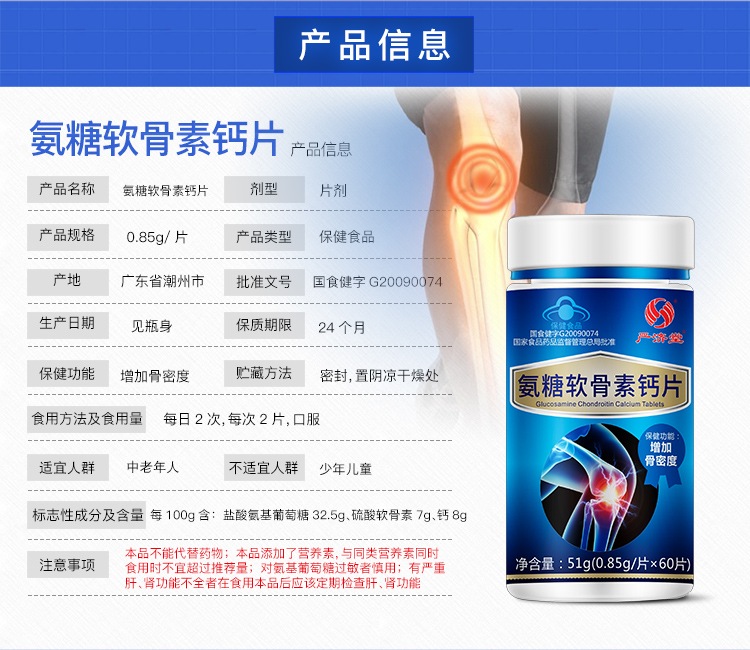 产品信息
氨糖软骨素钙片 产品信息
产品名称 氨糖软骨素钙片 剂型 片剂
产品规格 0.85g/ 片 产品类型 保健食品
产地 广东省潮州市 批准文号 国食健字 G20090074
生产日期 见瓶身 保质期限 24 个月
保健功能 增加骨密度 贮藏方法 密封,置阴凉干燥处
食用方法及食用量 每日 2 次,每次 2 片,口服
适宜人群 中老年人 不适宜人群 少年儿童
标志性成分及含量 每 100g 含：盐酸氨基葡萄糖 32.5g、硫酸软骨素 7g、钙 8g
注意事项
本品不能代替药物；本品添加了营养素,与同类营养素同时
食用时不宜超过推荐量；对氨基葡萄糖过敏者慎用；有严重
肝、肾功能不全者在食用本品后应该定期检查肝、肾功能
保健食品
国食健字G20090074
国家食品药品监督管理总局批准
严济堂
氨糖软骨素钙片
Glucosamine Chondroitin Calcium Tablets
保健功能：
增加
骨密度
净含量：51g(0.85g/片×60片)